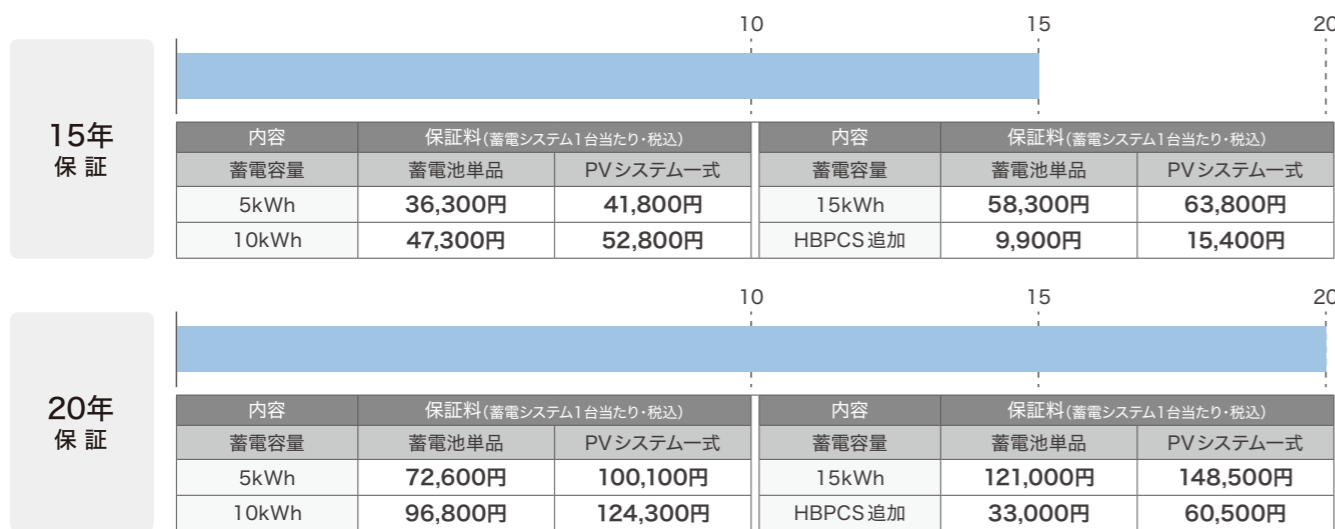 10 15 20
15年
保 証
内容 保証料(蓄電システム1台当たり・税込) 内容 保証料(蓄電システム1台当たり・税込)
蓄電容量 蓄電池単品 PVシステム一式 蓄電容量 蓄電池単品 PVシステム一式
5kWh 36,300円 41,800円 15kWh 58,300円 63,800円
10kWh 47,300円 52,800円 HBPCS追加 9,900円 15,400円
10 15 20
20年
保 証
内容 保証料(蓄電システム1台当たり・税込) 内容 保証料(蓄電システム1台当たり・税込)
蓄電容量 蓄電池単品 PVシステム一式 蓄電容量 蓄電池単品 PVシステム一式
5kWh 72,600円 100,100円 15kWh 121,000円 148,500円
10kWh 96,800円 124,300円 HBPCS追加 33,000円 60,500円